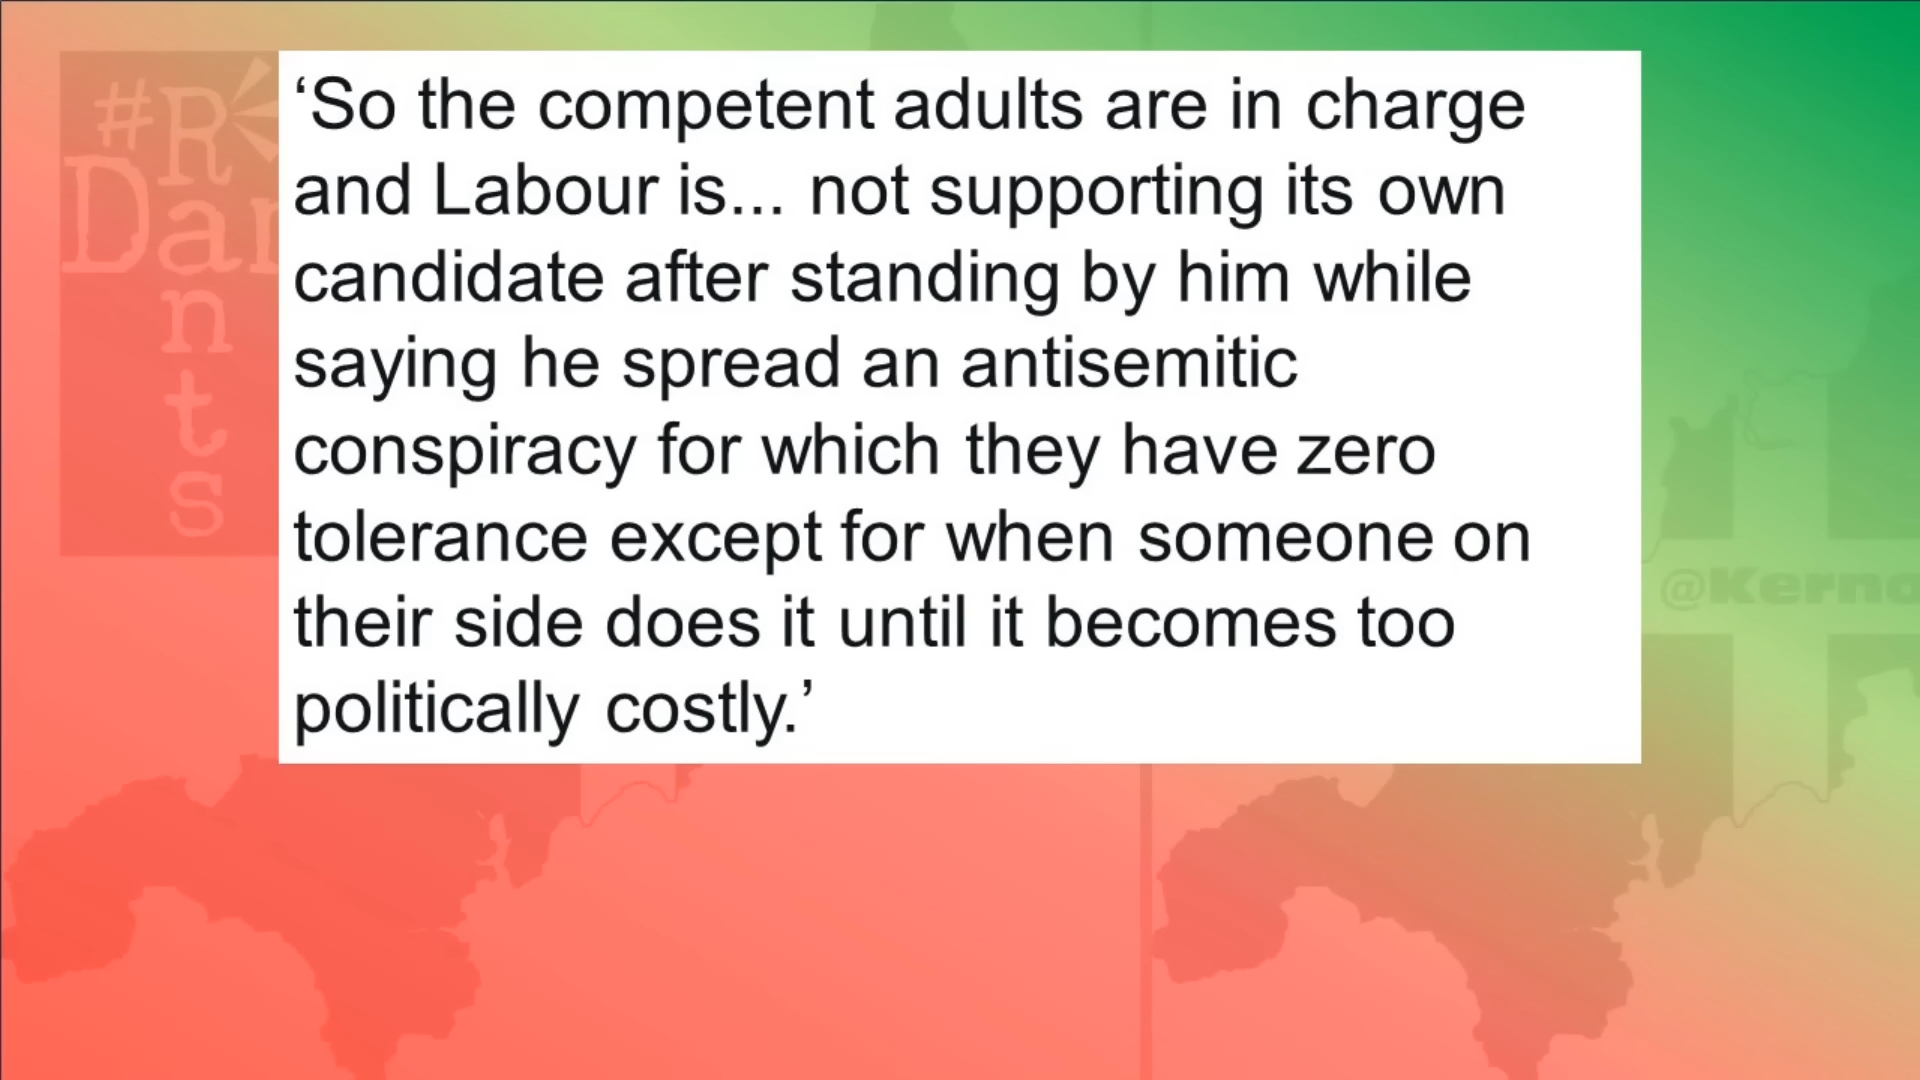 #R
Dan
n
t
s
‘So the competent adults are in charge
and Labour is... not supporting its own
candidate after standing by him while
saying he spread an antisemitic
conspiracy for which they have zero
tolerance except for when someone on
their side does it until it becomes too
politically costly.’
@Kerno